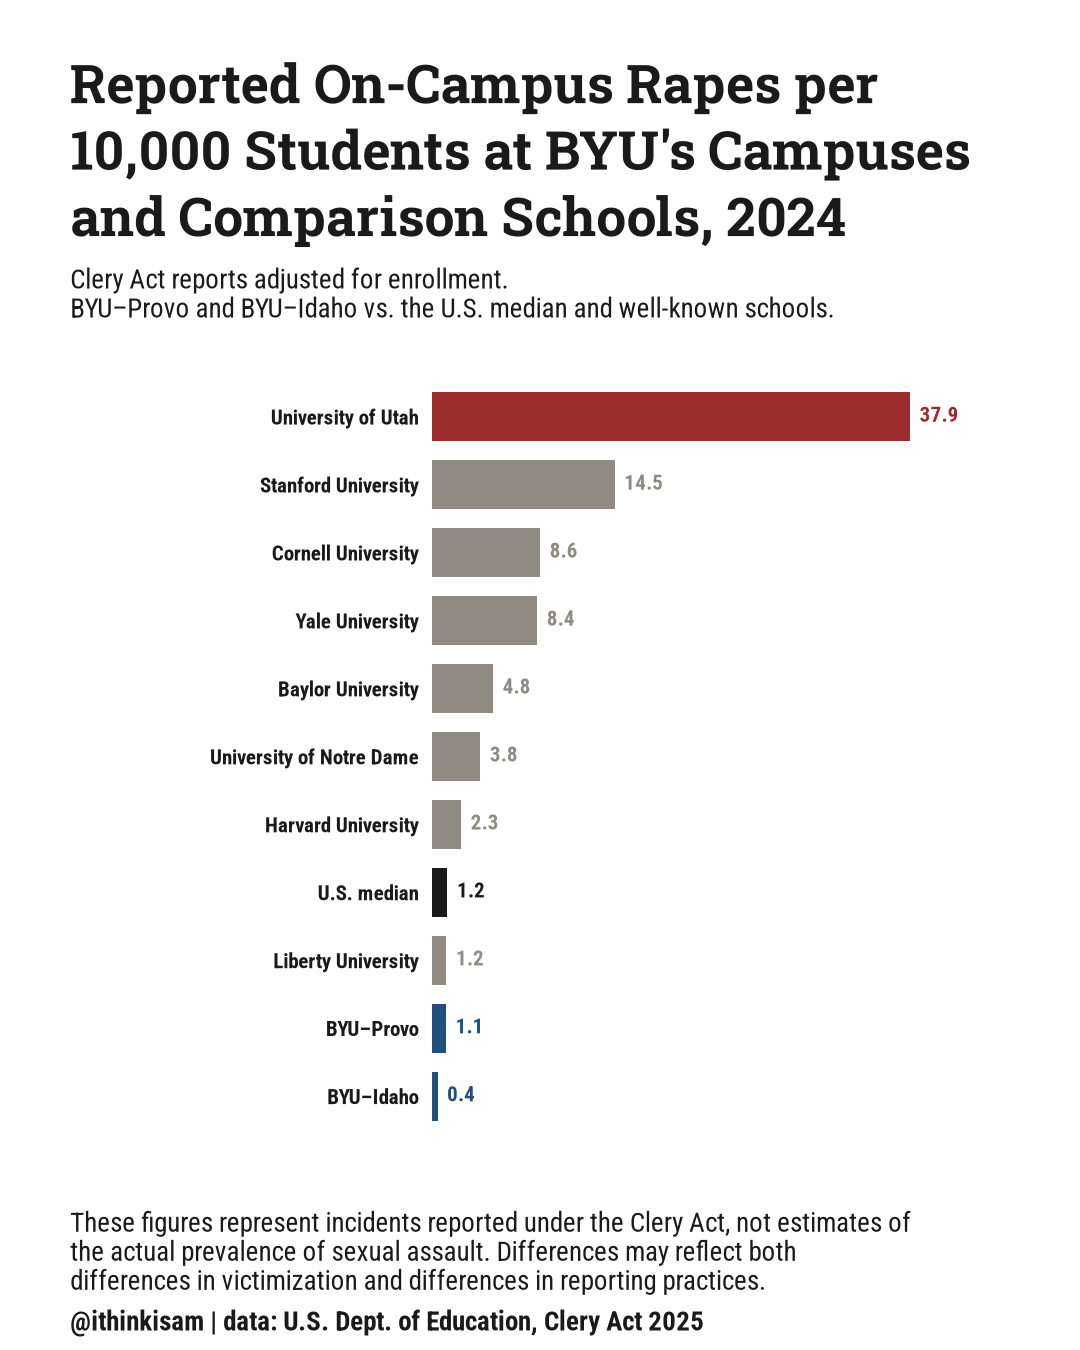 Reported On-Campus Rapes per
10,000 Students at BYU's Campuses
and Comparison Schools, 2024
Clery Act reports adjusted for enrollment.
BYU–Provo and BYU–Idaho vs. the U.S. median and well-known schools.
University of Utah 37.9
Stanford University 14.5
Cornell University 8.6
Yale University 8.4
Baylor University 4.8
University of Notre Dame 3.8
Harvard University 2.3
U.S. median 1.2
Liberty University 1.2
BYU–Provo 1.1
BYU–Idaho 0.4
These figures represent incidents reported under the Clery Act, not estimates of
the actual prevalence of sexual assault. Differences may reflect both
differences in victimization and differences in reporting practices.
@ithinkisam | data: U.S. Dept. of Education, Clery Act 2025